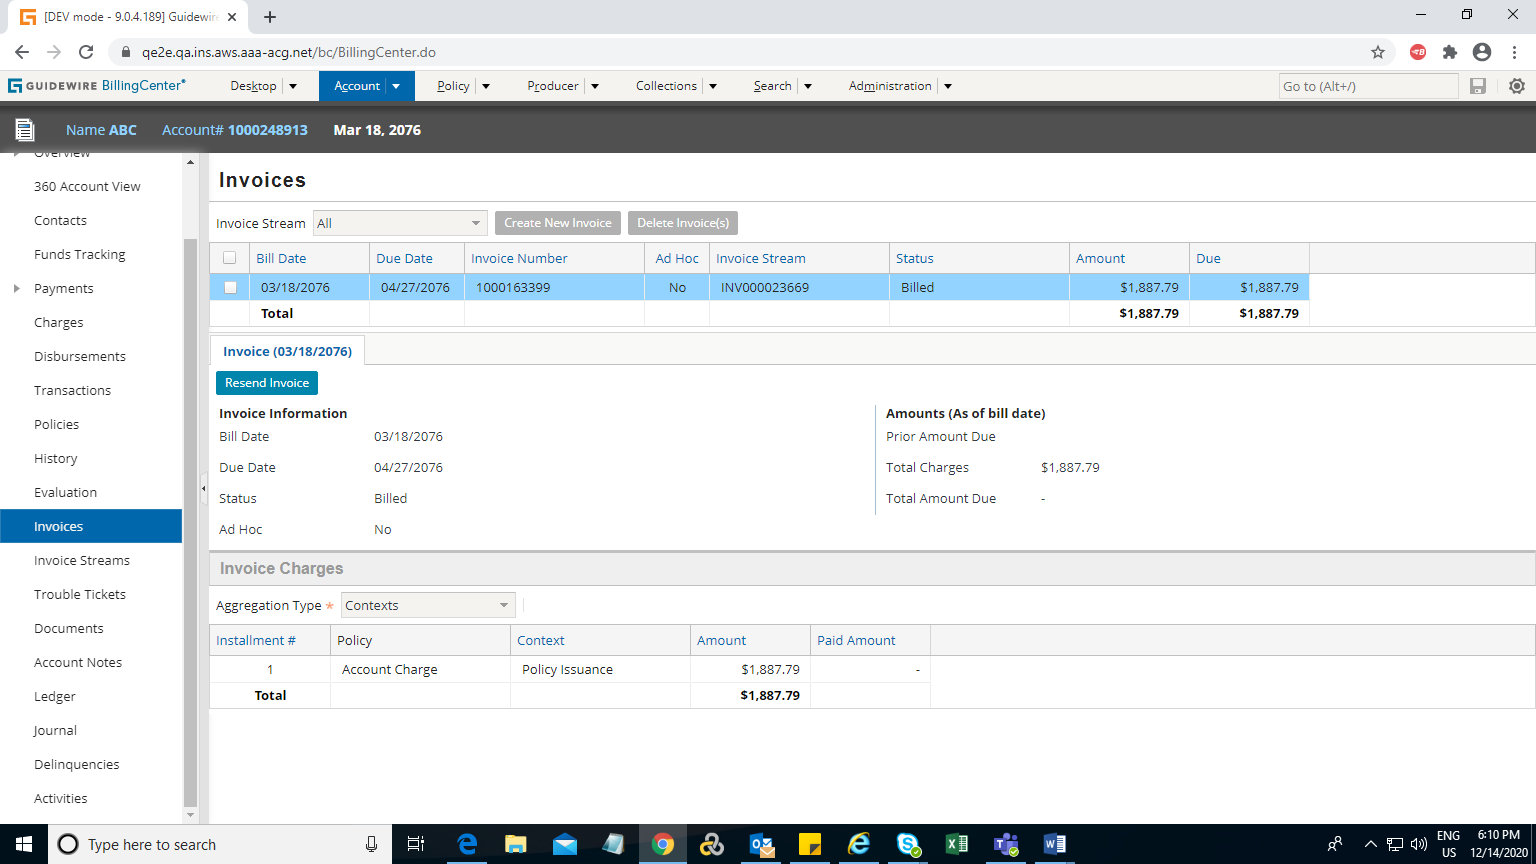 [DEV mode - 9.0.4.189] Guidewire
qe2e.qa.ins.aws.aaa-acg.net/bc/BillingCenter.do
GUIDEWIRE BillingCenter Desktop Account Policy Producer Collections Search Administration Go to (Alt+/)
Name ABC Account# 1000248913 Mar 18, 2076
Overview
360 Account View
Contacts
Funds Tracking
Payments
Charges
Disbursements
Transactions
Policies
History
Evaluation
Invoices
Invoice Streams
Trouble Tickets
Documents
Account Notes
Ledger
Journal
Delinquencies
Activities
Invoices
Invoice Stream All Create New Invoice Delete Invoice(s)
Bill Date Due Date Invoice Number Ad Hoc Invoice Stream Status Amount Due
03/18/2076 04/27/2076 1000163399 No INV000023669 Billed $1,887.79 $1,887.79
Total $1,887.79 $1,887.79
Invoice (03/18/2076)
Resend Invoice
Invoice Information
Bill Date 03/18/2076
Due Date 04/27/2076
Status Billed
Ad Hoc No
Amounts (As of bill date)
Prior Amount Due
Total Charges $1,887.79
Total Amount Due -
Invoice Charges
Aggregation Type * Contexts
Installment # Policy Context Amount Paid Amount
1 Account Charge Policy Issuance $1,887.79 -
Total $1,887.79
Type here to search
ENG
US
6:10 PM
12/14/2020